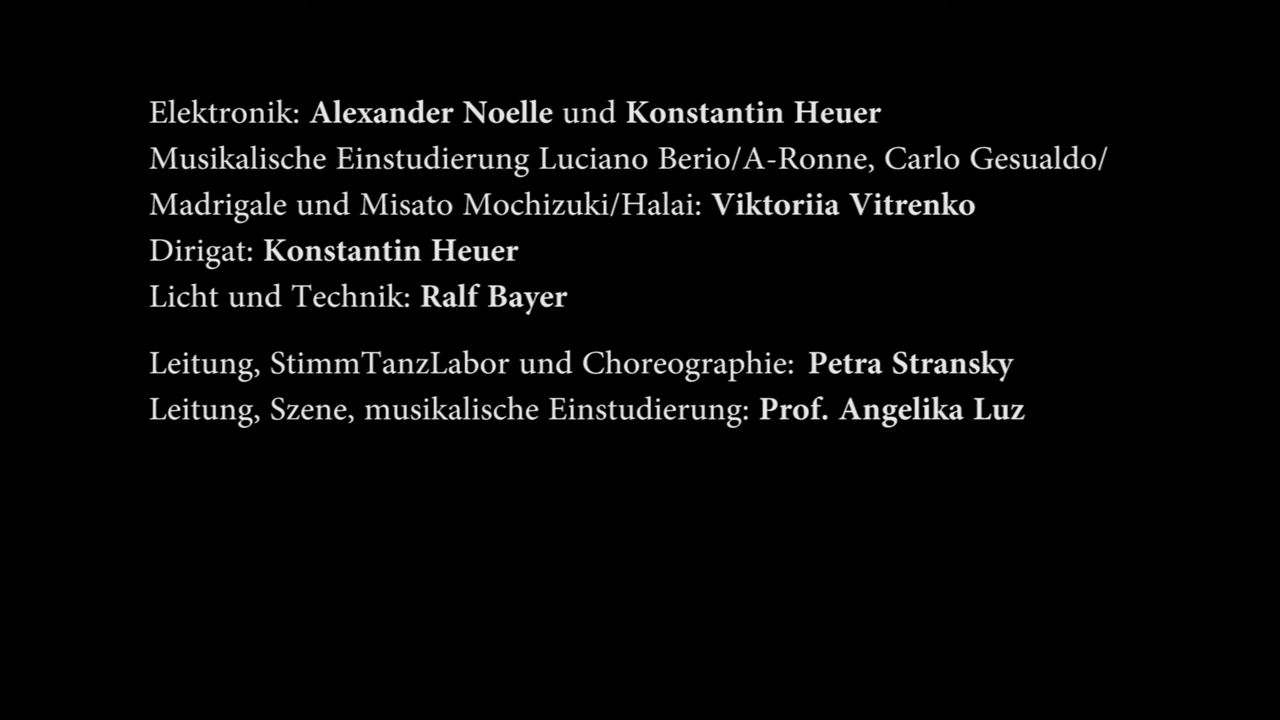 Elektronik: Alexander Noelle und Konstantin Heuer
Musikalische Einstudierung Luciano Berio/A-Ronne, Carlo Gesualdo/
Madrigale und Misato Mochizuki/Halai: Viktoriia Vitrenko
Dirigat: Konstantin Heuer
Licht und Technik: Ralf Bayer
Leitung, StimmTanzLabor und Choreographie: Petra Stransky
Leitung, Szene, musikalische Einstudierung: Prof. Angelika Luz